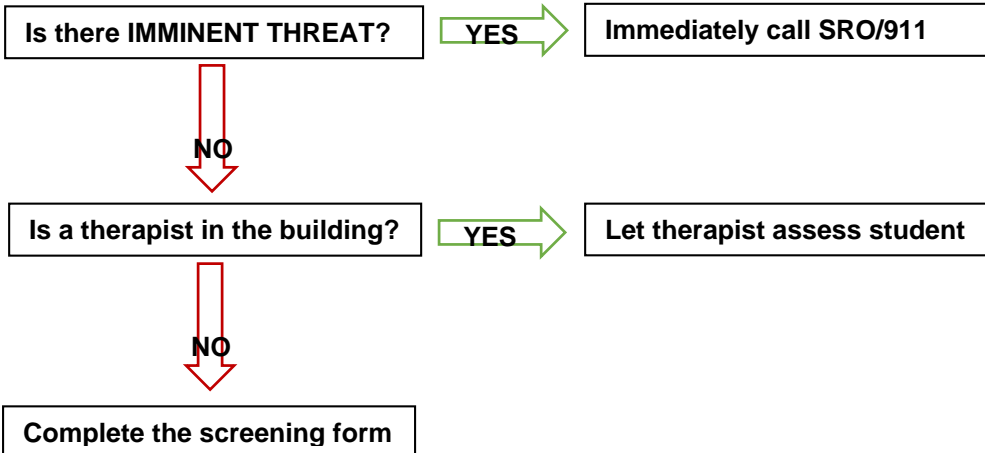 Is there IMMINENT THREAT?
YES
Immediately call SRO/911
NO
Is a therapist in the building?
YES
Let therapist assess student
NO
Complete the screening form